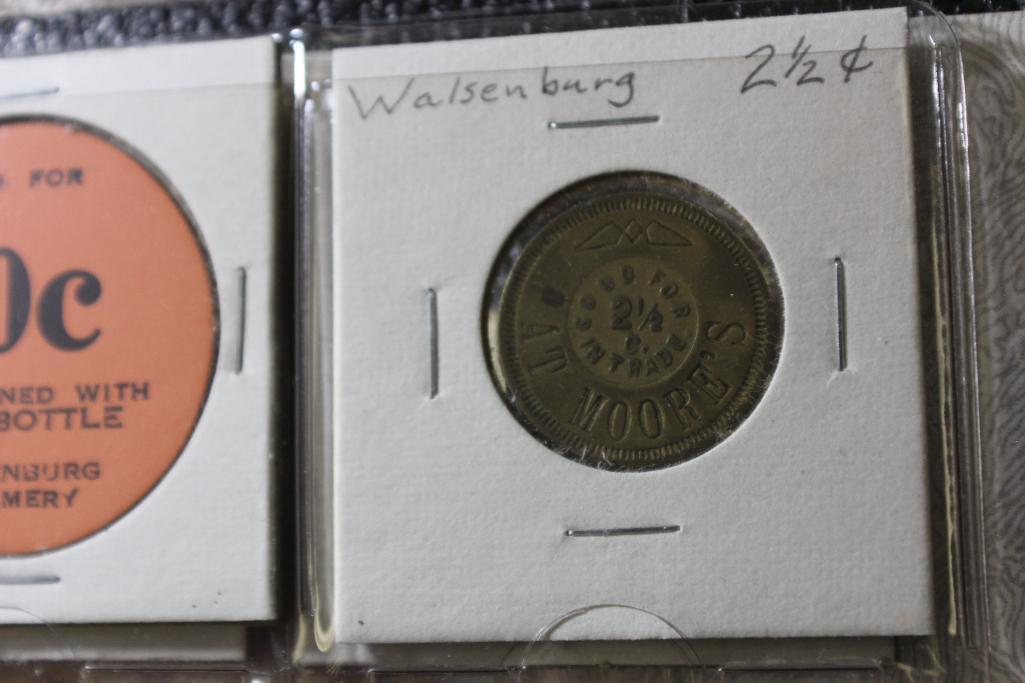 FOR
0c
NED WITH
BOTTLE
NBURG
MERY
Walsenburg 2½¢
GOOD FOR
2½
C.
IN TRADE
AT MOORE'S